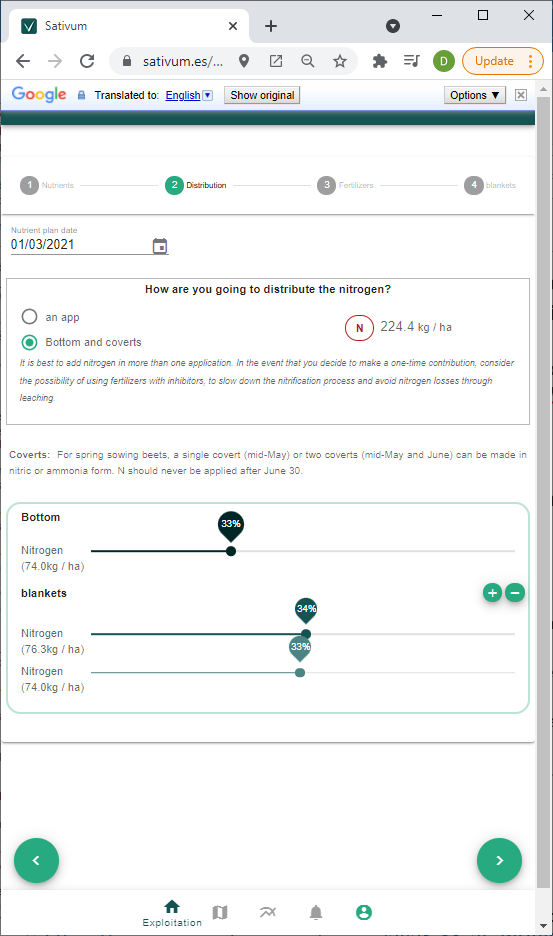 Sativum
sativum.es/...
D
Update
Google Translated to: English Show original Options ▼
1 Nutrients 2 Distribution 3 Fertilizers 4 blankets
Nutrient plan date
01/03/2021
How are you going to distribute the nitrogen?
an app
N 224.4 kg / ha
Bottom and coverts
It is best to add nitrogen in more than one application. In the event that you decide to make a one-time contribution, consider
the possibility of using fertilizers with inhibitors, to slow down the nitrification process and avoid nitrogen losses through
leaching.
Coverts: For spring sowing beets, a single covert (mid-May) or two coverts (mid-May and June) can be made in
nitric or ammonia form. N should never be applied after June 30.
Bottom
33%
Nitrogen
(74.0kg / ha)
blankets
34%
Nitrogen
(76.3kg / ha)
33%
Nitrogen
(74.0kg / ha)
Exploitation